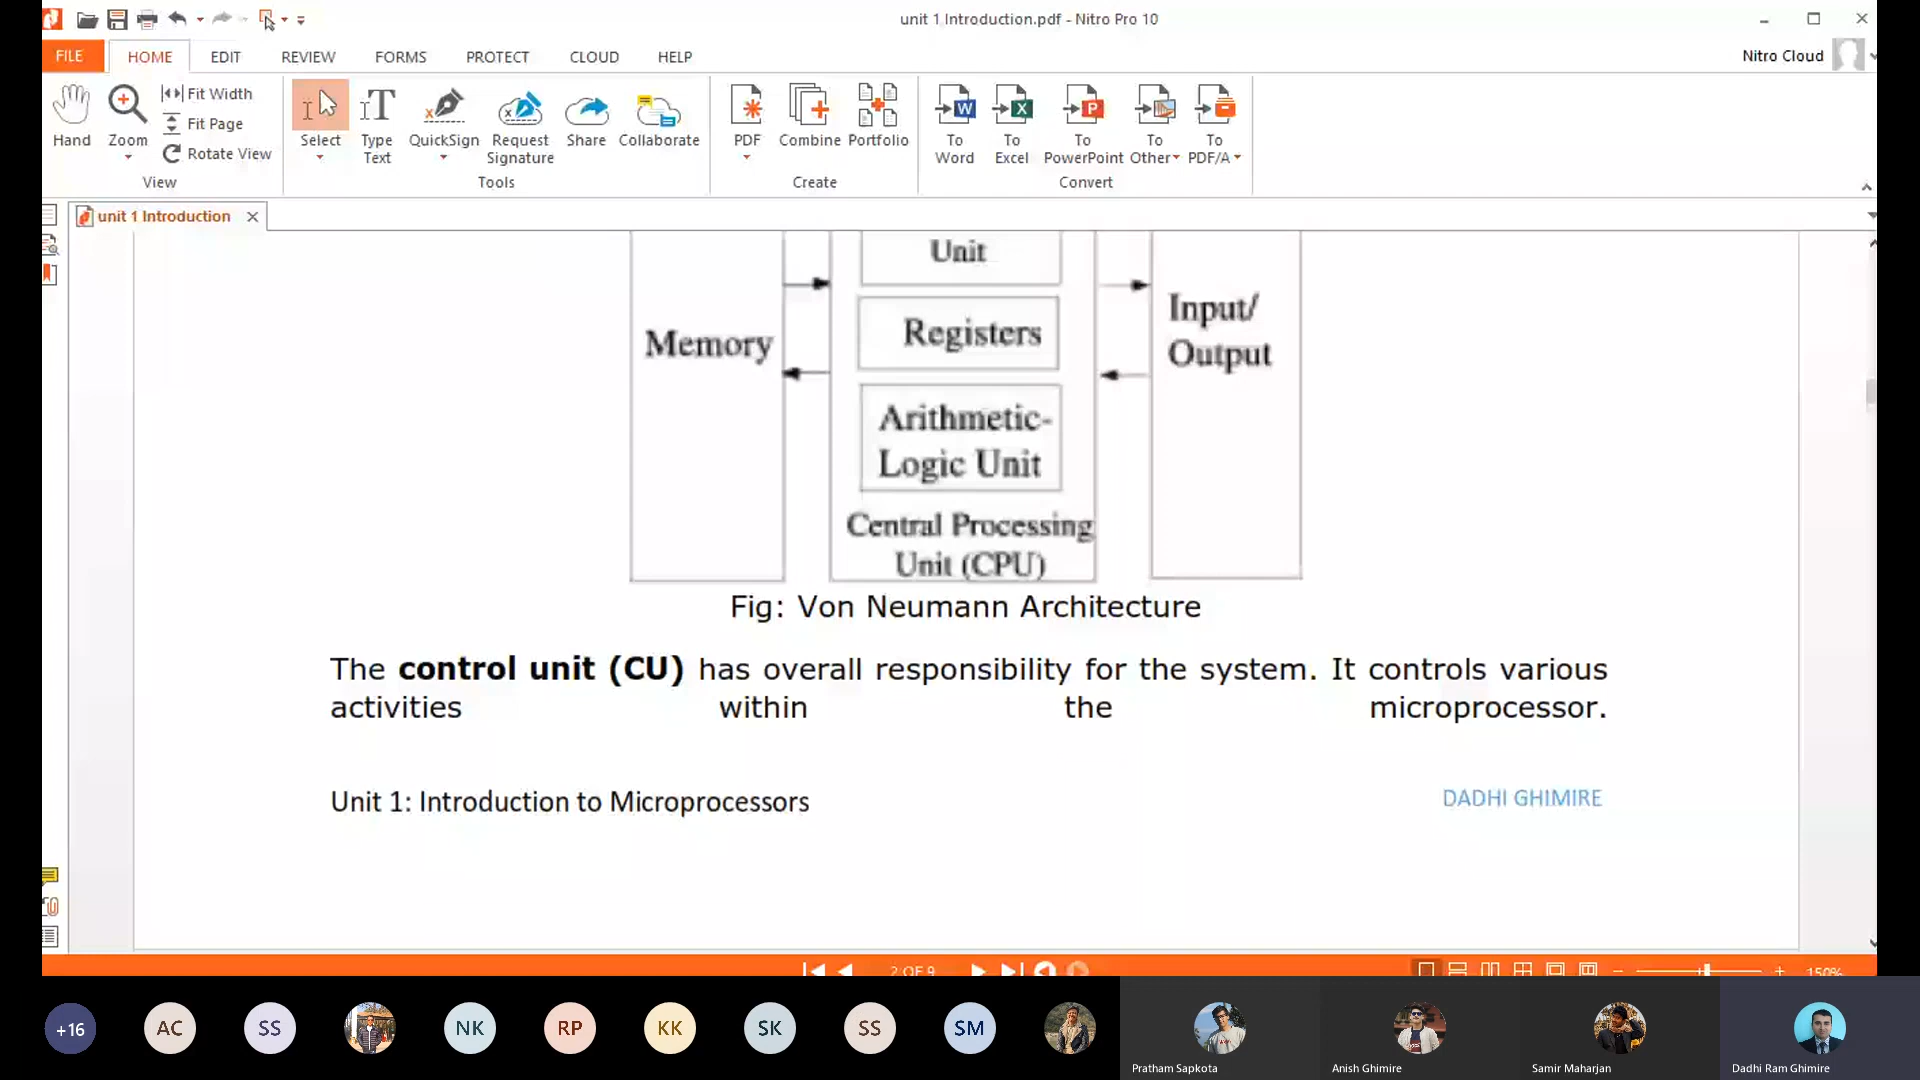 unit 1 Introduction.pdf - Nitro Pro 10
FILE HOME EDIT REVIEW FORMS PROTECT CLOUD HELP
Nitro Cloud
Hand
Zoom
Fit Width
Fit Page
Rotate View
View
Select
Type Text
QuickSign
Request Signature
Share
Collaborate
Tools
PDF
Combine
Portfolio
Create
To Word
To Excel
To PowerPoint
To Other
To PDF/A
Convert
unit 1 Introduction
Unit
Registers
Memory
Input/
Output
Arithmetic-
Logic Unit
Central Processing
Unit (CPU)
Fig: Von Neumann Architecture
The control unit (CU) has overall responsibility for the system. It controls various
activities within the microprocessor.
Unit 1: Introduction to Microprocessors
DADHI GHIMIRE
2 OF 9
150%
+16
AC
SS
NK
RP
KK
SK
SS
SM
Pratham Sapkota
Anish Ghimire
Samir Maharjan
Dadhi Ram Ghimire